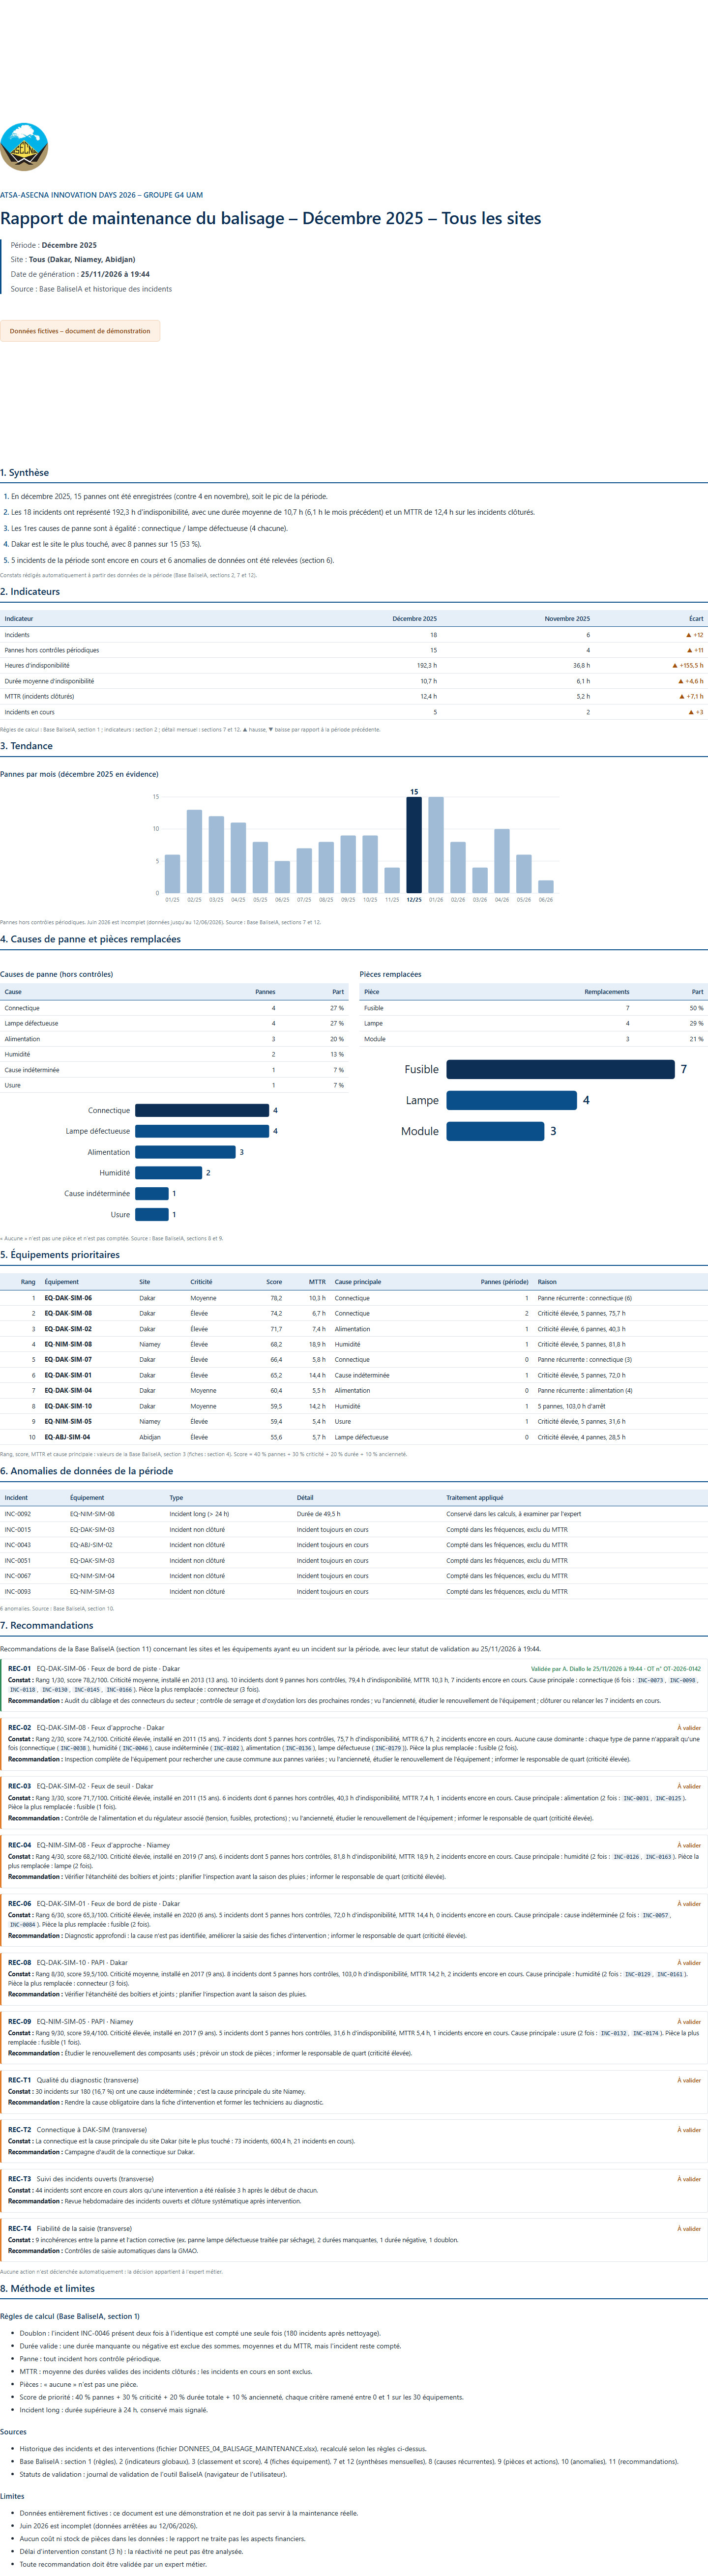 ASECNA
ATSA-ASECNA INNOVATION DAYS 2026 – GROUPE G4 UAM
Rapport de maintenance du balisage – Décembre 2025 – Tous les sites
Période : Décembre 2025
Site : Tous (Dakar, Niamey, Abidjan)
Date de génération : 25/11/2026 à 19:44
Source : Base BaliseIA et historique des incidents
Données fictives – document de démonstration
1. Synthèse
1. En décembre 2025, 15 pannes ont été enregistrées (contre 4 en novembre), soit le pic de la période.
2. Les 18 incidents ont représenté 192,3 h d'indisponibilité, avec une durée moyenne de 10,7 h (6,1 h le mois précédent) et un MTTR de 12,4 h sur les incidents clôturés.
3. Les 1res causes de panne sont à égalité : connectique / lampe défectueuse (4 chacune).
4. Dakar est le site le plus touché, avec 8 pannes sur 15 (53 %).
5. 5 incidents de la période sont encore en cours et 6 anomalies de données ont été relevées (section 6).
Constats rédigés automatiquement à partir des données de la période (Base BaliseIA, sections 2, 7 et 12).
2. Indicateurs
Indicateur Décembre 2025 Novembre 2025 Écart
Incidents 18 6 ▲ +12
Pannes hors contrôles périodiques 15 4 ▲ +11
Heures d'indisponibilité 192,3 h 36,8 h ▲ +155,5 h
Durée moyenne d'indisponibilité 10,7 h 6,1 h ▲ +4,6 h
MTTR (incidents clôturés) 12,4 h 5,2 h ▲ +7,1 h
Incidents en cours 5 2 ▲ +3
Règles de calcul : Base BaliseIA, section 1 ; indicateurs : section 2 ; détail mensuel : sections 7 et 12. ▲ hausse, ▼ baisse par rapport à la période précédente.
3. Tendance
Pannes par mois (décembre 2025 en évidence)
15
15
10
5
0
01/25 02/25 03/25 04/25 05/25 06/25 07/25 08/25 09/25 10/25 11/25 12/25 01/26 02/26 03/26 04/26 05/26 06/26
Pannes hors contrôles périodiques. Juin 2026 est incomplet (données jusqu'au 12/06/2026). Source : Base BaliseIA, sections 7 et 12.
4. Causes de panne et pièces remplacées
Causes de panne (hors contrôles)
Cause Pannes Part
Connectique 4 27 %
Lampe défectueuse 4 27 %
Alimentation 3 20 %
Humidité 2 13 %
Cause indéterminée 1 7 %
Usure 1 7 %
Connectique 4
Lampe défectueuse 4
Alimentation 3
Humidité 2
Cause indéterminée 1
Usure 1
Pièces remplacées
Pièce Remplacements Part
Fusible 7 50 %
Lampe 4 29 %
Module 3 21 %
Fusible 7
Lampe 4
Module 3
« Aucune » n'est pas une pièce et n'est pas comptée. Source : Base BaliseIA, sections 8 et 9.
5. Équipements prioritaires
Rang Équipement Site Criticité Score MTTR Cause principale Pannes (période) Raison
1 EQ-DAK-SIM-06 Dakar Moyenne 78,2 10,3 h Connectique 1 Panne récurrente : connectique (6)
2 EQ-DAK-SIM-08 Dakar Élevée 74,2 6,7 h Connectique 2 Criticité élevée, 5 pannes, 75,7 h
3 EQ-DAK-SIM-02 Dakar Élevée 71,7 7,4 h Alimentation 1 Criticité élevée, 6 pannes, 40,3 h
4 EQ-NIM-SIM-08 Niamey Élevée 68,2 18,9 h Humidité 1 Criticité élevée, 5 pannes, 81,8 h
5 EQ-DAK-SIM-07 Dakar Élevée 66,4 5,8 h Connectique 0 Panne récurrente : connectique (3)
6 EQ-DAK-SIM-01 Dakar Élevée 65,2 14,4 h Cause indéterminée 1 Criticité élevée, 5 pannes, 72,0 h
7 EQ-DAK-SIM-04 Dakar Moyenne 60,4 5,5 h Alimentation 0 Panne récurrente : alimentation (4)
8 EQ-DAK-SIM-10 Dakar Moyenne 59,5 14,2 h Humidité 1 5 pannes, 103,0 h d'arrêt
9 EQ-NIM-SIM-05 Niamey Élevée 59,4 5,4 h Usure 1 Criticité élevée, 5 pannes, 31,6 h
10 EQ-ABJ-SIM-04 Abidjan Élevée 55,6 5,7 h Lampe défectueuse 0 Criticité élevée, 4 pannes, 28,5 h
Rang, score, MTTR et cause principale : valeurs de la Base BaliseIA, section 3 (fiches : section 4). Score = 40 % pannes + 30 % criticité + 20 % durée + 10 % ancienneté.
6. Anomalies de données de la période
Incident Équipement Type Détail Traitement appliqué
INC-0092 EQ-NIM-SIM-08 Incident long (> 24 h) Durée de 49,5 h Conservé dans les calculs, à examiner par l'expert
INC-0015 EQ-DAK-SIM-03 Incident non clôturé Incident toujours en cours Compté dans les fréquences, exclu du MTTR
INC-0043 EQ-ABJ-SIM-02 Incident non clôturé Incident toujours en cours Compté dans les fréquences, exclu du MTTR
INC-0051 EQ-DAK-SIM-03 Incident non clôturé Incident toujours en cours Compté dans les fréquences, exclu du MTTR
INC-0067 EQ-NIM-SIM-04 Incident non clôturé Incident toujours en cours Compté dans les fréquences, exclu du MTTR
INC-0093 EQ-NIM-SIM-03 Incident non clôturé Incident toujours en cours Compté dans les fréquences, exclu du MTTR
6 anomalies. Source : Base BaliseIA, section 10.
7. Recommandations
Recommandations de la Base BaliseIA (section 11) concernant les sites et les équipements ayant eu un incident sur la période, avec leur statut de validation au 25/11/2026 à 19:44.
REC-01 EQ-DAK-SIM-06 · Feux de bord de piste · Dakar Validée par A. Diallo le 25/11/2026 à 19:44 · OT n° OT-2026-0142
Constat : Rang 1/30, score 78,2/100. Criticité moyenne, installé en 2013 (13 ans). 10 incidents dont 9 pannes hors contrôles, 79,4 h d'indisponibilité, MTTR 10,3 h, 7 incidents encore en cours. Cause principale : connectique (6 fois : INC-0073, INC-0098,
INC-0118, INC-0138, INC-0145, INC-0166). Pièce la plus remplacée : connecteur (3 fois).
Recommandation : Audit du câblage et des connecteurs du secteur ; contrôle de serrage et d'oxydation lors des prochaines rondes ; vu l'ancienneté, étudier le renouvellement de l'équipement ; clôturer ou relancer les 7 incidents en cours.
REC-02 EQ-DAK-SIM-08 · Feux d'approche · Dakar À valider
Constat : Rang 2/30, score 74,2/100. Criticité élevée, installé en 2011 (15 ans). 7 incidents dont 5 pannes hors contrôles, 75,7 h d'indisponibilité, MTTR 6,7 h, 2 incidents encore en cours. Aucune cause dominante : chaque type de panne n'apparaît qu'une
fois (connectique (INC-0038), humidité (INC-0046), cause indéterminée (INC-0102), alimentation (INC-0136), lampe défectueuse (INC-0179)). Pièce la plus remplacée : fusible (2 fois).
Recommandation : Inspection complète de l'équipement pour rechercher une cause commune aux pannes variées ; vu l'ancienneté, étudier le renouvellement de l'équipement ; informer le responsable de quart (criticité élevée).
REC-03 EQ-DAK-SIM-02 · Feux de seuil · Dakar À valider
Constat : Rang 3/30, score 71,7/100. Criticité élevée, installé en 2011 (15 ans). 6 incidents dont 6 pannes hors contrôles, 40,3 h d'indisponibilité, MTTR 7,4 h, 1 incidents encore en cours. Cause principale : alimentation (2 fois : INC-0031, INC-0125).
Pièce la plus remplacée : fusible (1 fois).
Recommandation : Contrôle de l'alimentation et du régulateur associé (tension, fusibles, protections) ; vu l'ancienneté, étudier le renouvellement de l'équipement ; informer le responsable de quart (criticité élevée).
REC-04 EQ-NIM-SIM-08 · Feux d'approche · Niamey À valider
Constat : Rang 4/30, score 68,2/100. Criticité élevée, installé en 2019 (7 ans). 6 incidents dont 5 pannes hors contrôles, 81,8 h d'indisponibilité, MTTR 18,9 h, 2 incidents encore en cours. Cause principale : humidité (2 fois : INC-0126, INC-0163). Pièce la
plus remplacée : lampe (2 fois).
Recommandation : Vérifier l'étanchéité des boîtiers et joints ; planifier l'inspection avant la saison des pluies ; informer le responsable de quart (criticité élevée).
REC-06 EQ-DAK-SIM-01 · Feux de bord de piste · Dakar À valider
Constat : Rang 6/30, score 65,3/100. Criticité élevée, installé en 2020 (6 ans). 5 incidents dont 5 pannes hors contrôles, 72,0 h d'indisponibilité, MTTR 14,4 h, 0 incidents encore en cours. Cause principale : cause indéterminée (2 fois : INC-0057,
INC-0084). Pièce la plus remplacée : fusible (2 fois).
Recommandation : Diagnostic approfondi : la cause n'est pas identifiée, améliorer la saisie des fiches d'intervention ; informer le responsable de quart (criticité élevée).
REC-08 EQ-DAK-SIM-10 · PAPI · Dakar À valider
Constat : Rang 8/30, score 59,5/100. Criticité moyenne, installé en 2017 (9 ans). 8 incidents dont 5 pannes hors contrôles, 103,0 h d'indisponibilité, MTTR 14,2 h, 2 incidents encore en cours. Cause principale : humidité (2 fois : INC-0129, INC-0161).
Pièce la plus remplacée : connecteur (3 fois).
Recommandation : Vérifier l'étanchéité des boîtiers et joints ; planifier l'inspection avant la saison des pluies.
REC-09 EQ-NIM-SIM-05 · PAPI · Niamey À valider
Constat : Rang 9/30, score 59,4/100. Criticité élevée, installé en 2017 (9 ans). 5 incidents dont 5 pannes hors contrôles, 31,6 h d'indisponibilité, MTTR 5,4 h, 1 incidents encore en cours. Cause principale : usure (2 fois : INC-0132, INC-0174). Pièce la plus
remplacée : fusible (1 fois).
Recommandation : Étudier le renouvellement des composants usés ; prévoir un stock de pièces ; informer le responsable de quart (criticité élevée).
REC-T1 Qualité du diagnostic (transverse) À valider
Constat : 30 incidents sur 180 (16,7 %) ont une cause indéterminée ; c'est la cause principale du site Niamey.
Recommandation : Rendre la cause obligatoire dans la fiche d'intervention et former les techniciens au diagnostic.
REC-T2 Connectique à DAK-SIM (transverse) À valider
Constat : La connectique est la cause principale du site Dakar (site le plus touché : 73 incidents, 600,4 h, 21 incidents en cours).
Recommandation : Campagne d'audit de la connectique sur Dakar.
REC-T3 Suivi des incidents ouverts (transverse) À valider
Constat : 44 incidents sont encore en cours alors qu'une intervention a été réalisée 3 h après le début de chacun.
Recommandation : Revue hebdomadaire des incidents ouverts et clôture systématique après intervention.
REC-T4 Fiabilité de la saisie (transverse) À valider
Constat : 9 incohérences entre la panne et l'action corrective (ex. panne lampe défectueuse traitée par séchage), 2 durées manquantes, 1 durée négative, 1 doublon.
Recommandation : Contrôles de saisie automatiques dans la GMAO.
Aucune action n'est déclenchée automatiquement : la décision appartient à l'expert métier.
8. Méthode et limites
Règles de calcul (Base BaliseIA, section 1)
• Doublon : l'incident INC-0046 présent deux fois à l'identique est compté une seule fois (180 incidents après nettoyage).
• Durée valide : une durée manquante ou négative est exclue des sommes, moyennes et du MTTR, mais l'incident reste compté.
• Panne : tout incident hors contrôle périodique.
• MTTR : moyenne des durées valides des incidents clôturés ; les incidents en cours en sont exclus.
• Pièces : « aucune » n'est pas une pièce.
• Score de priorité : 40 % pannes + 30 % criticité + 20 % durée totale + 10 % ancienneté, chaque critère ramené entre 0 et 1 sur les 30 équipements.
• Incident long : durée supérieure à 24 h, conservé mais signalé.
Sources
• Historique des incidents et des interventions (fichier DONNEES_04_BALISAGE_MAINTENANCE.xlsx), recalculé selon les règles ci-dessus.
• Base BaliseIA : section 1 (règles), 2 (indicateurs globaux), 3 (classement et score), 4 (fiches équipement), 7 et 12 (synthèses mensuelles), 8 (causes récurrentes), 9 (pièces et actions), 10 (anomalies), 11 (recommandations).
• Statuts de validation : journal de validation de l'outil BaliseIA (navigateur de l'utilisateur).
Limites
• Données entièrement fictives : ce document est une démonstration et ne doit pas servir à la maintenance réelle.
• Juin 2026 est incomplet (données arrêtées au 12/06/2026).
• Aucun coût ni stock de pièces dans les données : le rapport ne traite pas les aspects financiers.
• Délai d'intervention constant (3 h) : la réactivité ne peut pas être analysée.
• Toute recommandation doit être validée par un expert métier.